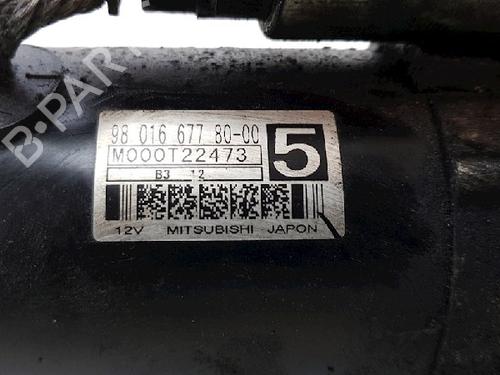 98 016 677 80-00
M000T22473
5
B3 12
12V MITSUBISHI JAPON
B-PARTS